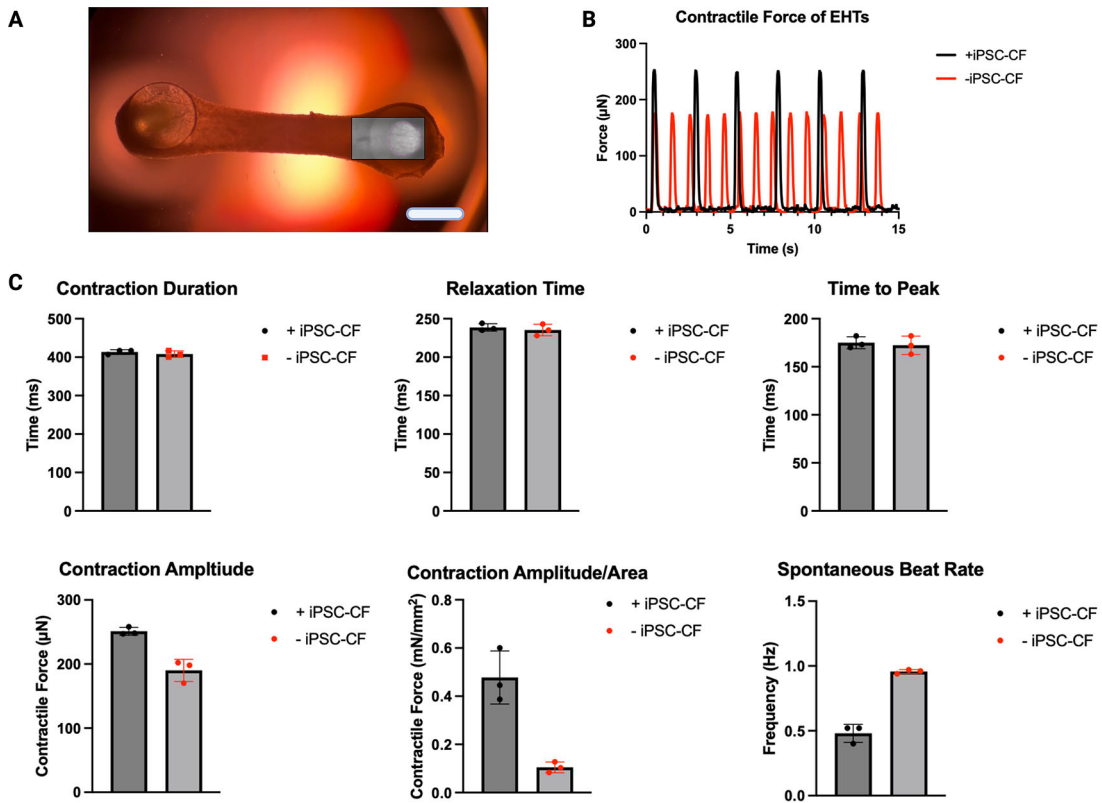 A
B
Contractile Force of EHTs
Force (µN)
300
200
100
0
0
5
10
15
Time (s)
+iPSC-CF
-iPSC-CF
C
Contraction Duration
Time (ms)
500
400
300
200
100
0
+ iPSC-CF
- iPSC-CF
Relaxation Time
Time (ms)
250
200
150
100
50
0
+ iPSC-CF
- iPSC-CF
Time to Peak
Time (ms)
200
150
100
50
0
+ iPSC-CF
- iPSC-CF
Contraction Ampltiude
Contractile Force (µN)
300
200
100
0
+ iPSC-CF
- iPSC-CF
Contraction Amplitude/Area
Contractile Force (mN/mm²)
0.8
0.6
0.4
0.2
0.0
+ iPSC-CF
- iPSC-CF
Spontaneous Beat Rate
Frequency (Hz)
1.5
1.0
0.5
0.0
+ iPSC-CF
- iPSC-CF